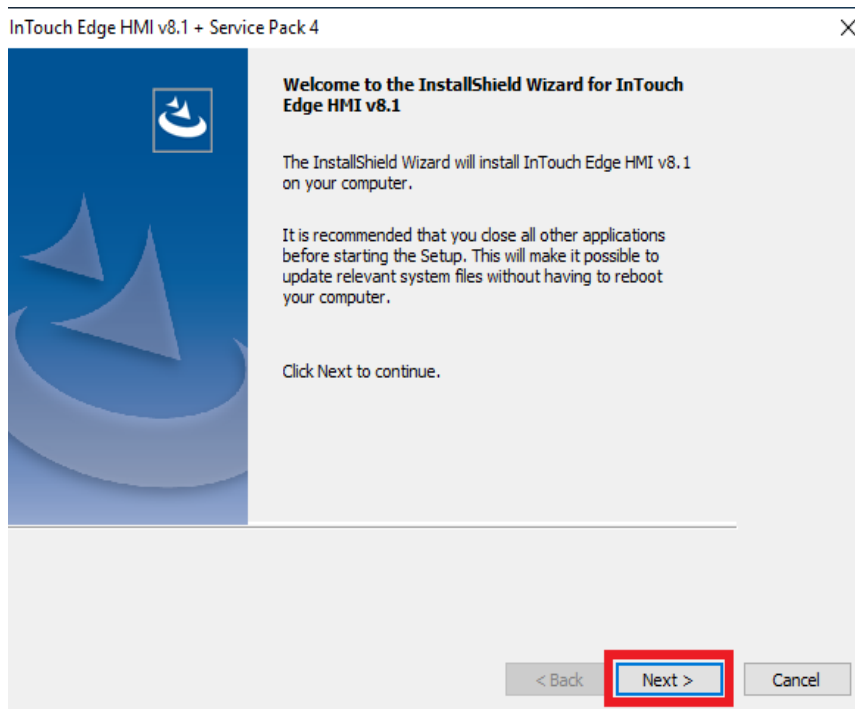 InTouch Edge HMI v8.1 + Service Pack 4
Welcome to the InstallShield Wizard for InTouch
Edge HMI v8.1
The InstallShield Wizard will install InTouch Edge HMI v8.1
on your computer.
It is recommended that you close all other applications
before starting the Setup. This will make it possible to
update relevant system files without having to reboot
your computer.
Click Next to continue.
< Back Next > Cancel